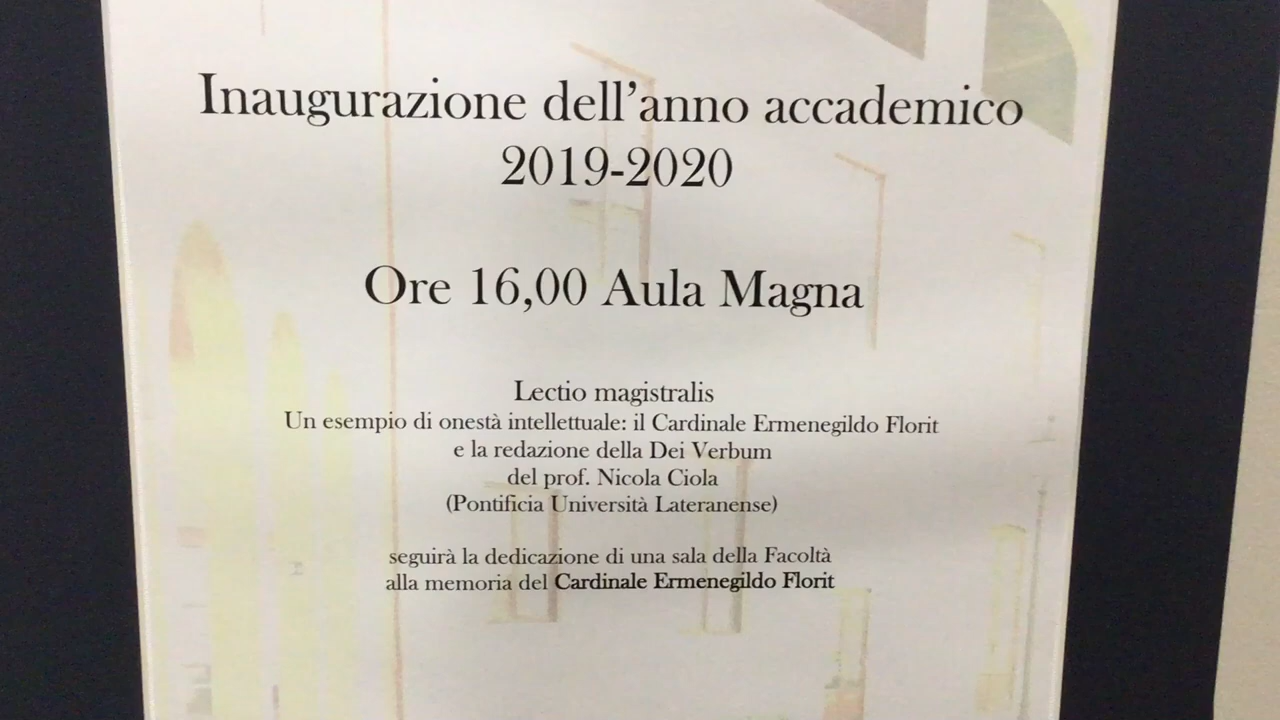 Inaugurazione dell’anno accademico
2019-2020
Ore 16,00 Aula Magna
Lectio magistralis
Un esempio di onestà intellettuale: il Cardinale Ermenegildo Florit
e la redazione della Dei Verbum
del prof. Nicola Ciola
(Pontificia Università Lateranense)
seguirà la dedicazione di una sala della Facoltà
alla memoria del Cardinale Ermenegildo Florit